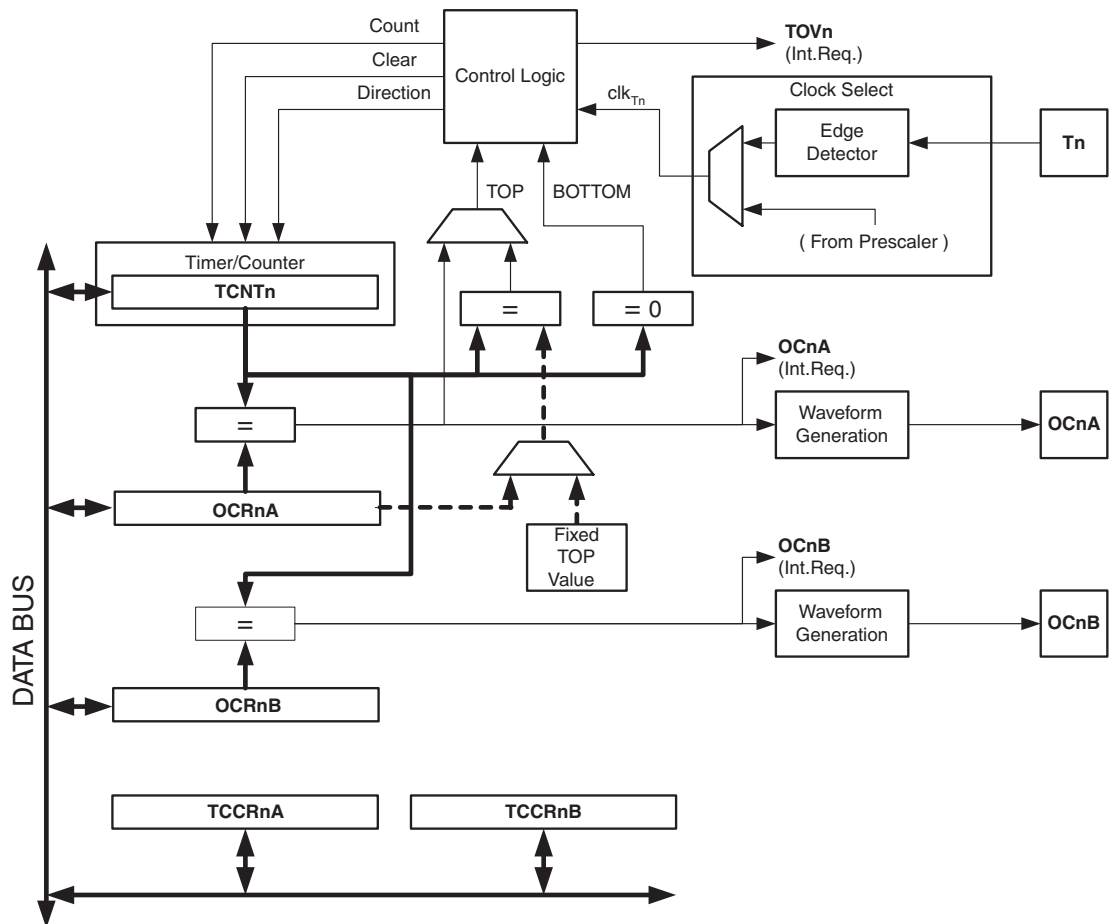 Count
Clear
Direction
Control Logic
TOVn
(Int.Req.)
clkTn
Clock Select
Edge
Detector
Tn
( From Prescaler )
TOP
BOTTOM
Timer/Counter
TCNTn
=
= 0
OCnA
(Int.Req.)
=
Waveform
Generation
OCnA
OCRnA
Fixed
TOP
Value
OCnB
(Int.Req.)
=
Waveform
Generation
OCnB
DATA BUS
OCRnB
TCCRnA
TCCRnB